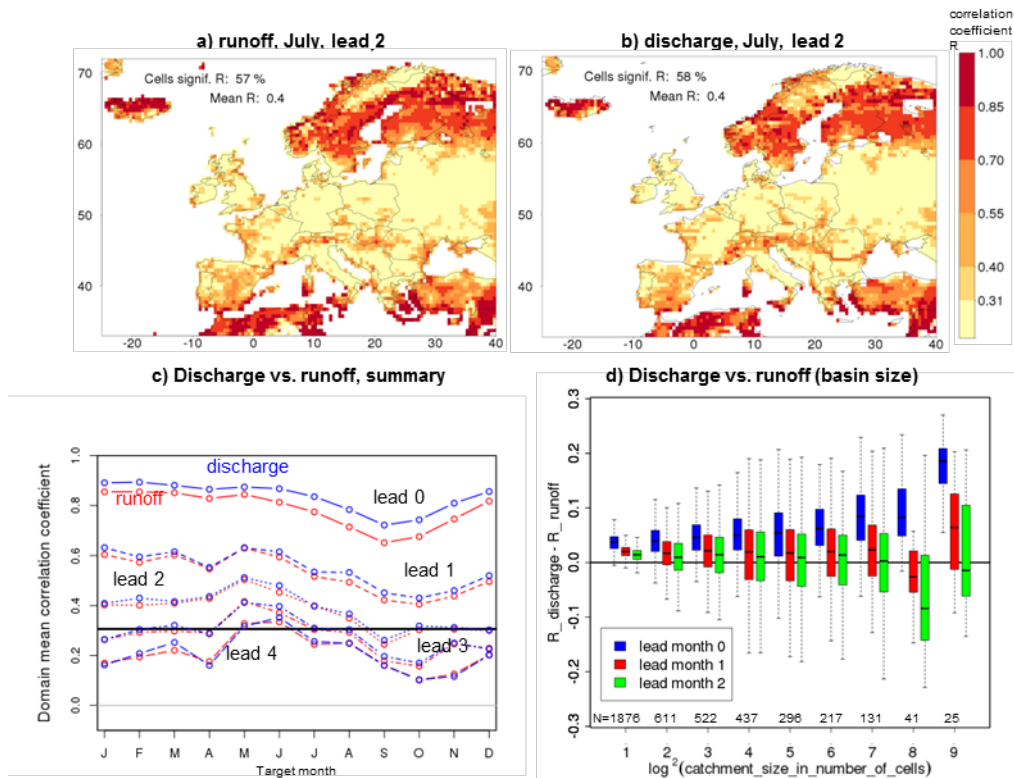 correlation
coefficient
R
a) runoff, July, lead 2
b) discharge, July, lead 2
70
60
50
40
Cells signif. R: 57 %
Mean R: 0.4
-20
-10
0
10
20
30
40
70
60
50
40
Cells signif. R: 58 %
Mean R: 0.4
-20
-10
0
10
20
30
40
1.00
0.85
0.70
0.55
0.40
0.31
c) Discharge vs. runoff, summary
Domain mean correlation coefficient
1.0
0.8
0.6
0.4
0.2
0.0
discharge
runoff
lead 0
lead 1
lead 2
lead 3
lead 4
J F M A M J J A S O N D
Target month
d) Discharge vs. runoff (basin size)
R_discharge - R_runoff
0.3
0.2
0.1
0.0
-0.1
-0.2
-0.3
lead month 0
lead month 1
lead month 2
N=1876 611 522 437 296 217 131 41 25
1 2 3 4 5 6 7 8 9
log^2(catchment_size_in_number_of_cells)